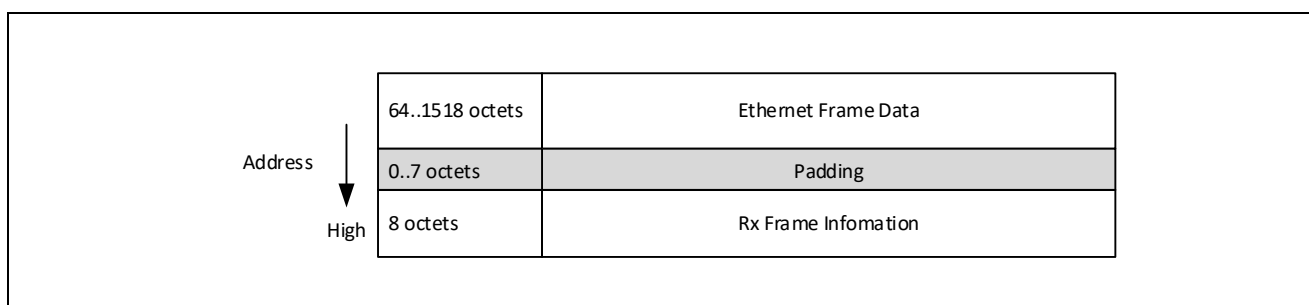 64..1518 octets Ethernet Frame Data
Address
0..7 octets Padding
High
8 octets Rx Frame Infomation